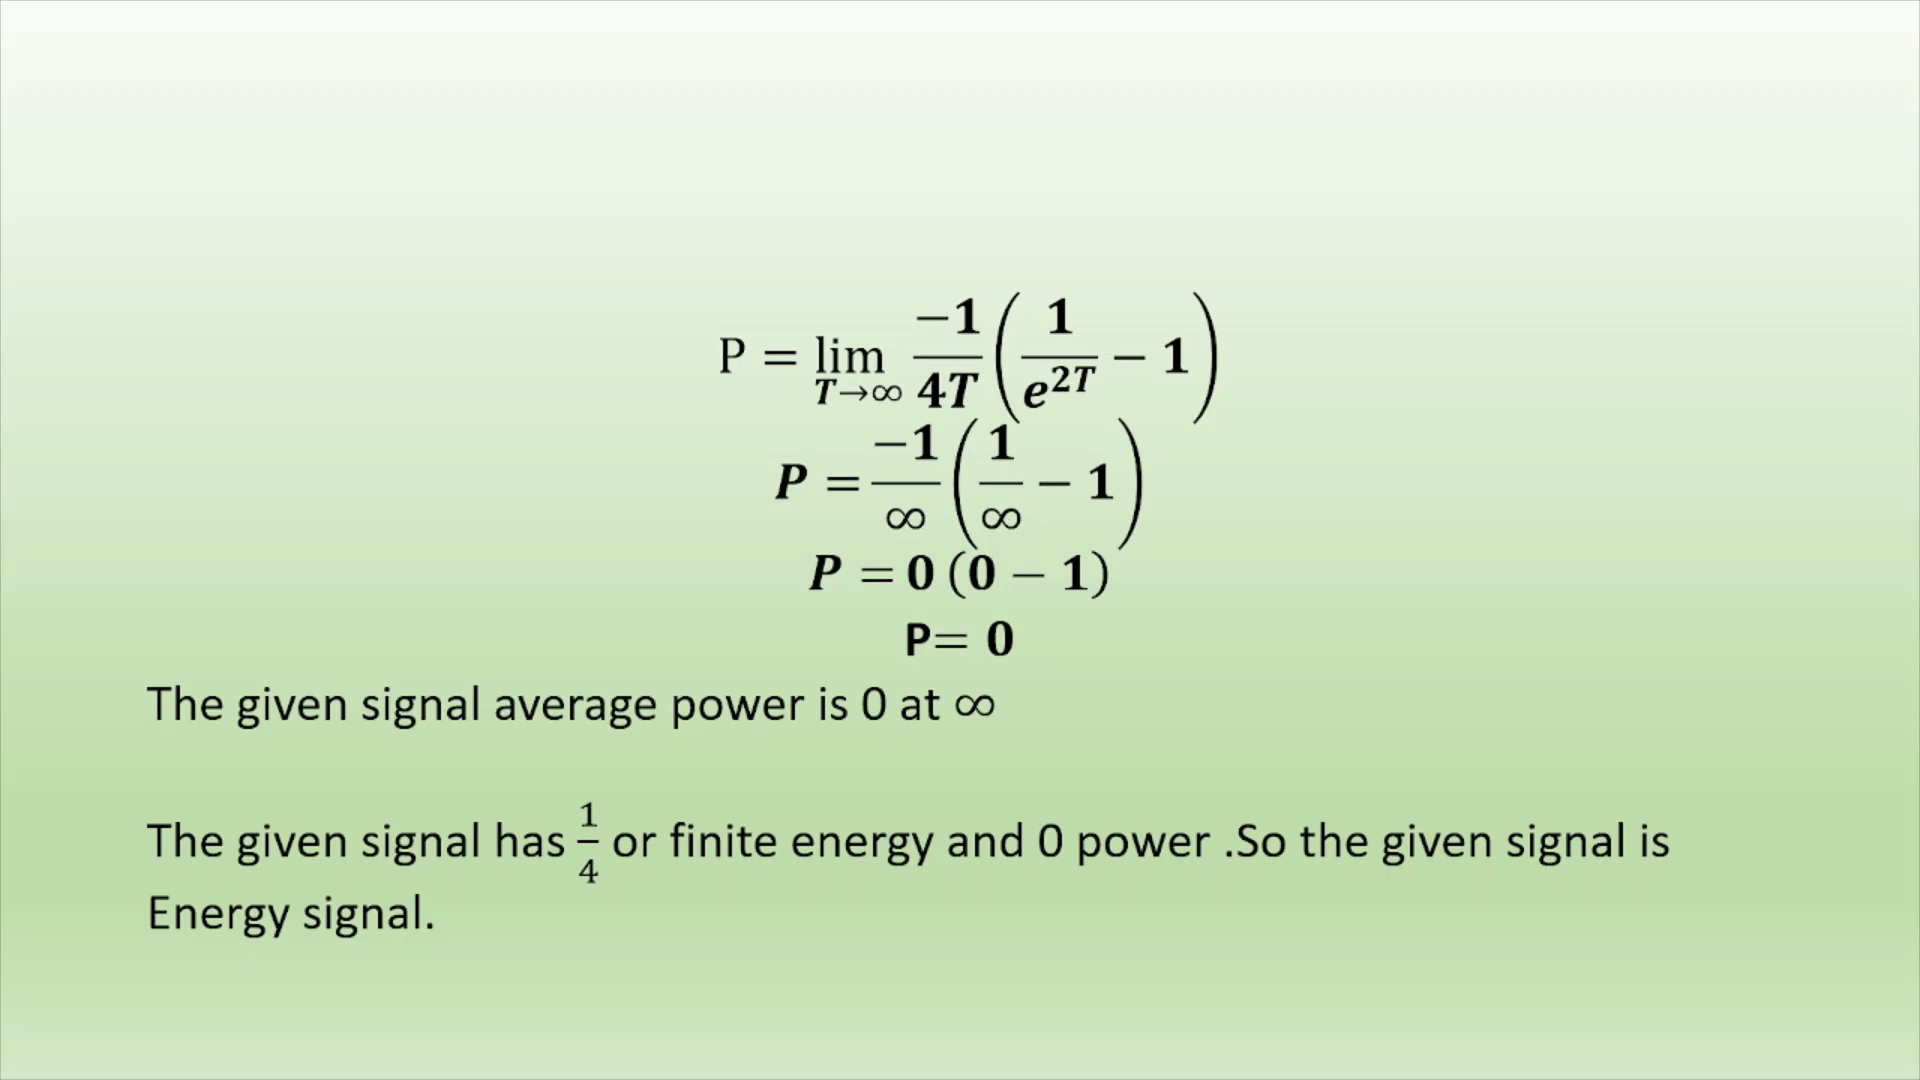 P = lim T→∞ −1/4T (1/e^2T − 1)
P = −1/∞ (1/∞ − 1)
P = 0 (0 − 1)
P= 0
The given signal average power is 0 at ∞
The given signal has 1/4 or finite energy and 0 power .So the given signal is
Energy signal.